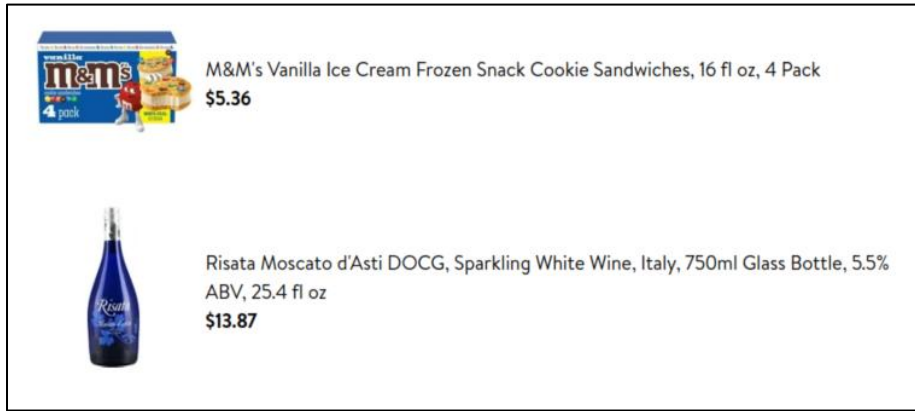 vanilla
m&m's
4 pack
M&M's Vanilla Ice Cream Frozen Snack Cookie Sandwiches, 16 fl oz, 4 Pack
$5.36
Risata
Risata Moscato d'Asti DOCG, Sparkling White Wine, Italy, 750ml Glass Bottle, 5.5%
ABV, 25.4 fl oz
$13.87